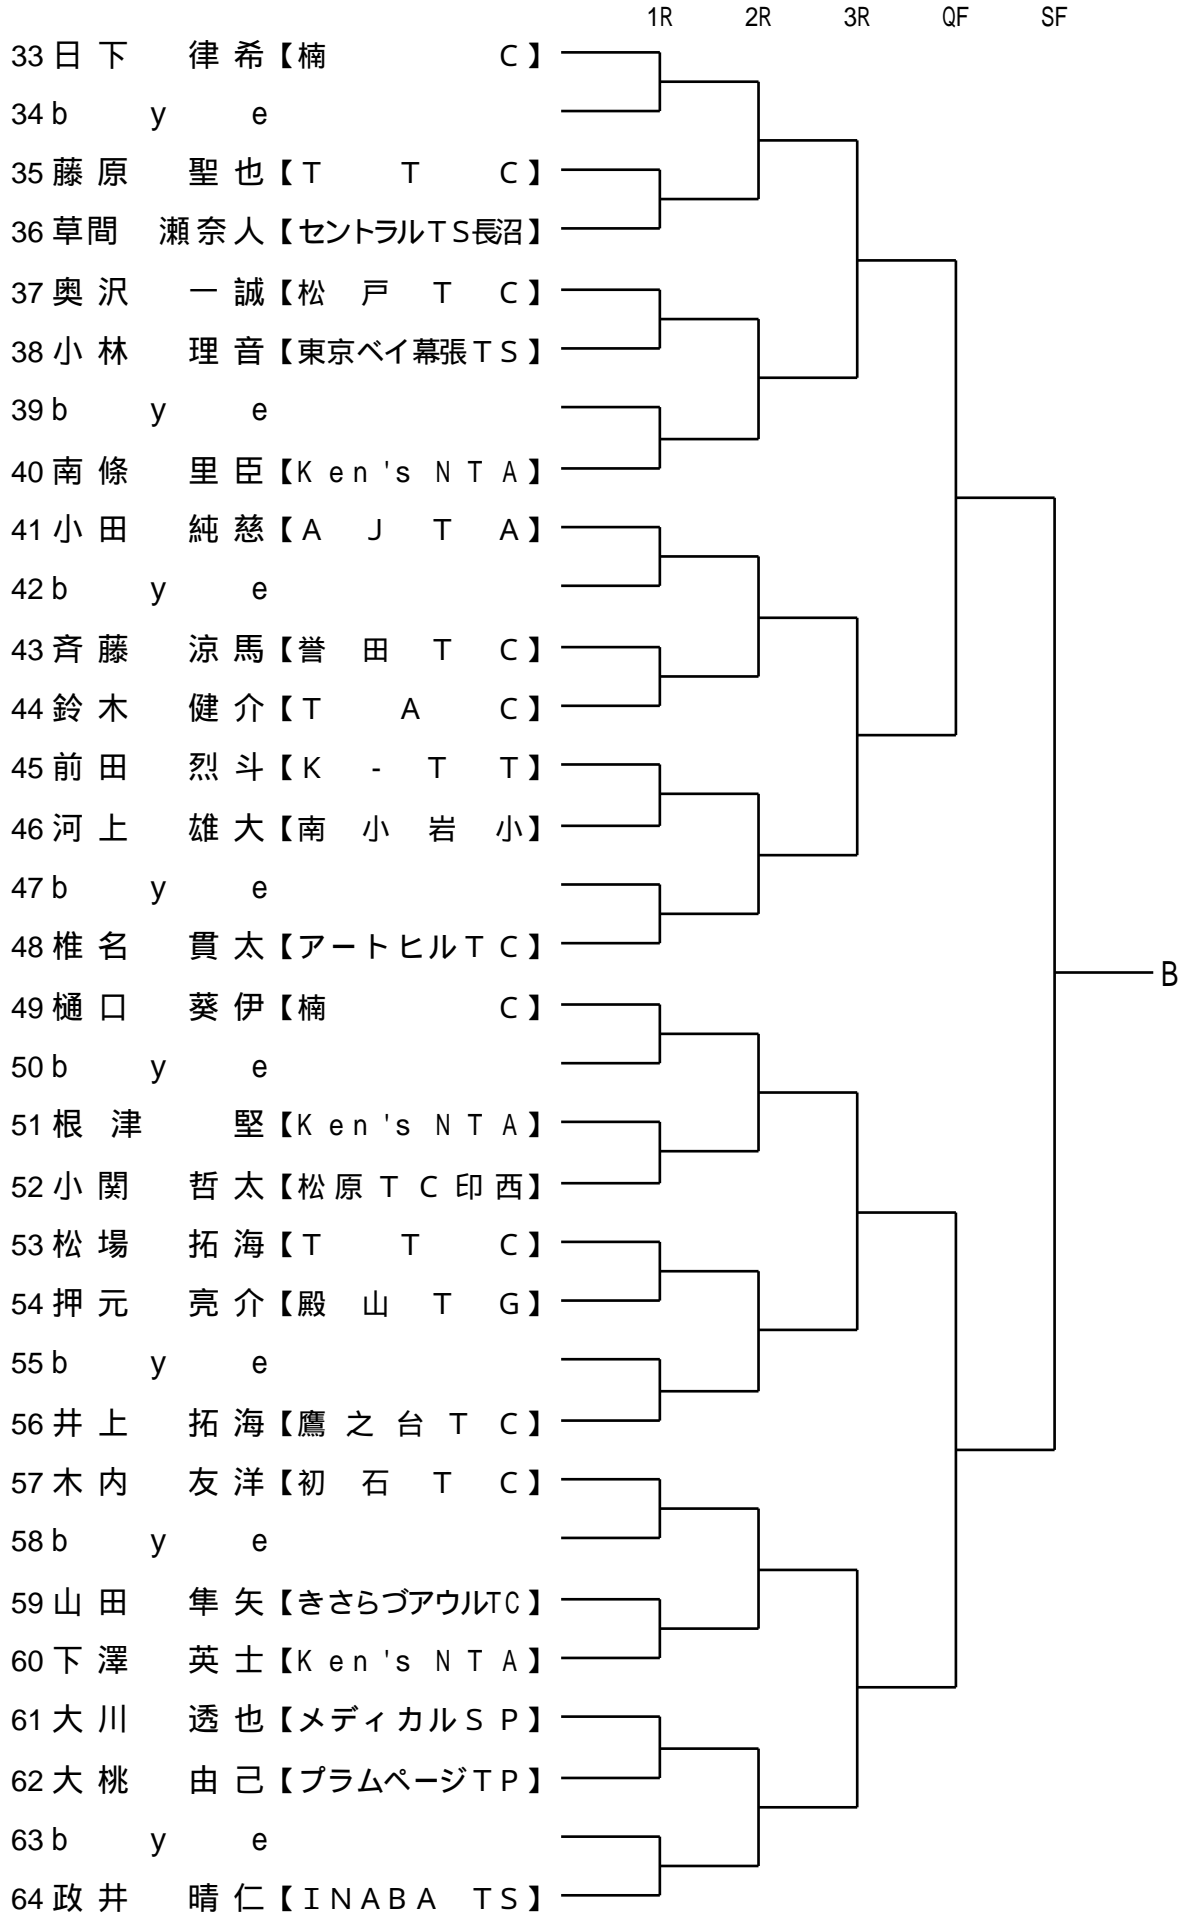 1R 2R 3R QF SF
33 日下 律希【楠 C】
34 bye
35 藤原 聖也【TTC】
36 草間 瀬奈人【セントラルTS長沼】
37 奥沢 一誠【松戸TC】
38 小林 理音【東京ベイ幕張TS】
39 bye
40 南條 里臣【Ken's NTA】
41 小田 純慈【AJTA】
42 bye
43 斉藤 涼馬【誉田TC】
44 鈴木 健介【TAC】
45 前田 烈斗【K-TT】
46 河上 雄大【南小岩小】
47 bye
48 椎名 貫太【アートヒルTC】
B
49 樋口 葵伊【楠 C】
50 bye
51 根津 堅【Ken's NTA】
52 小関 哲太【松原TC印西】
53 松場 拓海【TTC】
54 押元 亮介【殿山TG】
55 bye
56 井上 拓海【鷹之台TC】
57 木内 友洋【初石TC】
58 bye
59 山田 隼矢【きさらづアウルTC】
60 下澤 英士【Ken's NTA】
61 大川 透也【メディカルSP】
62 大桃 由己【プラムページTP】
63 bye
64 政井 晴仁【INABA TS】